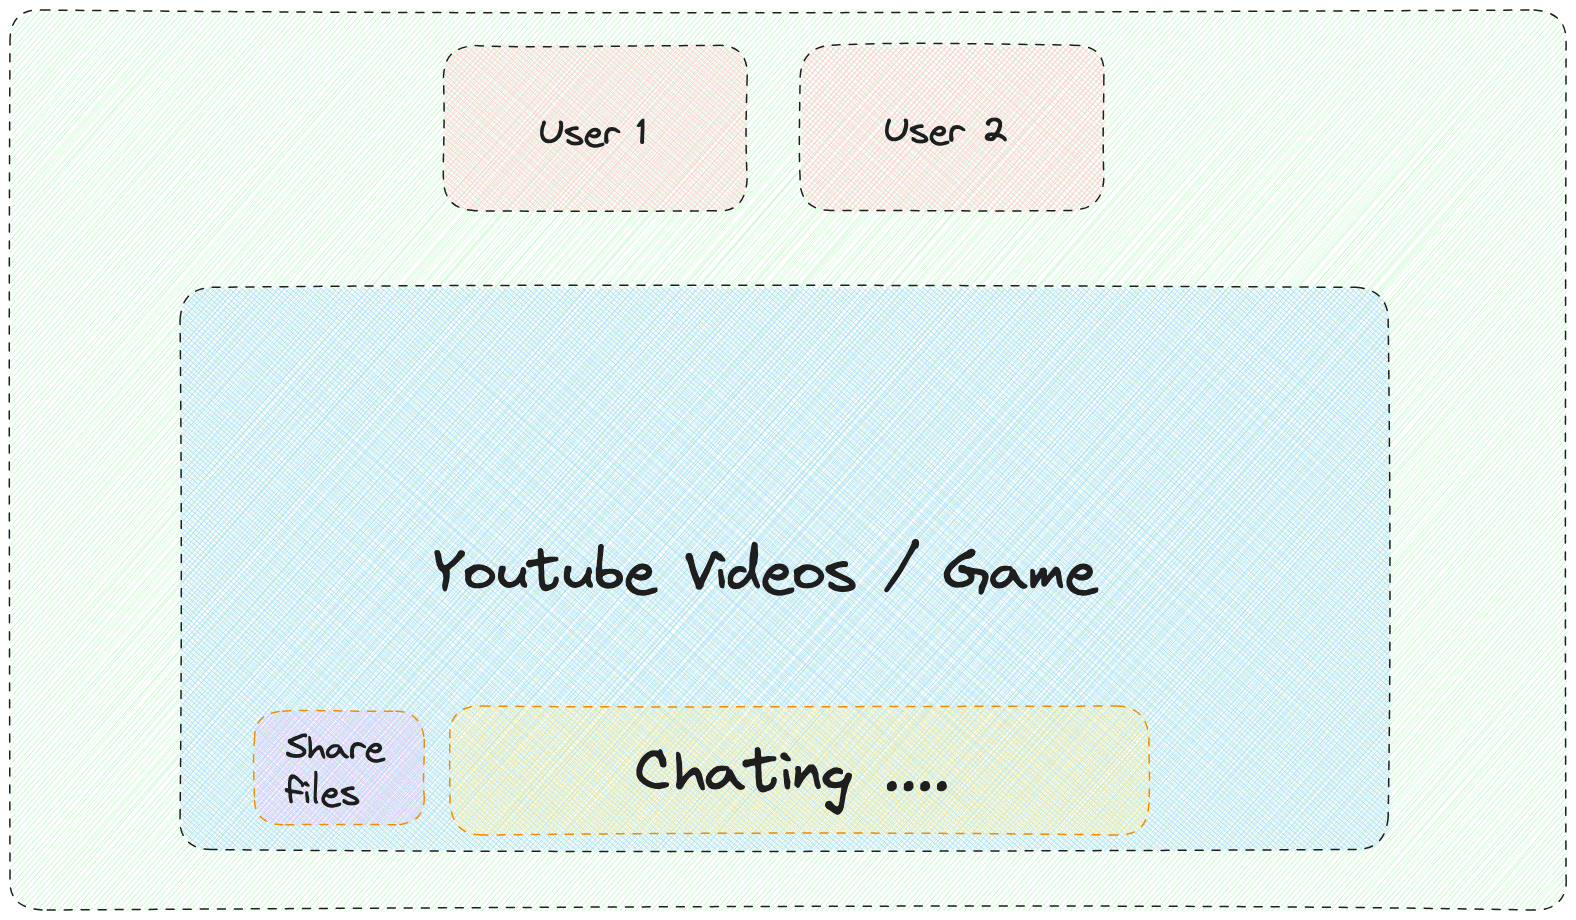 User 1
User 2
Youtube Videos / Game
Share
files
Chating ....